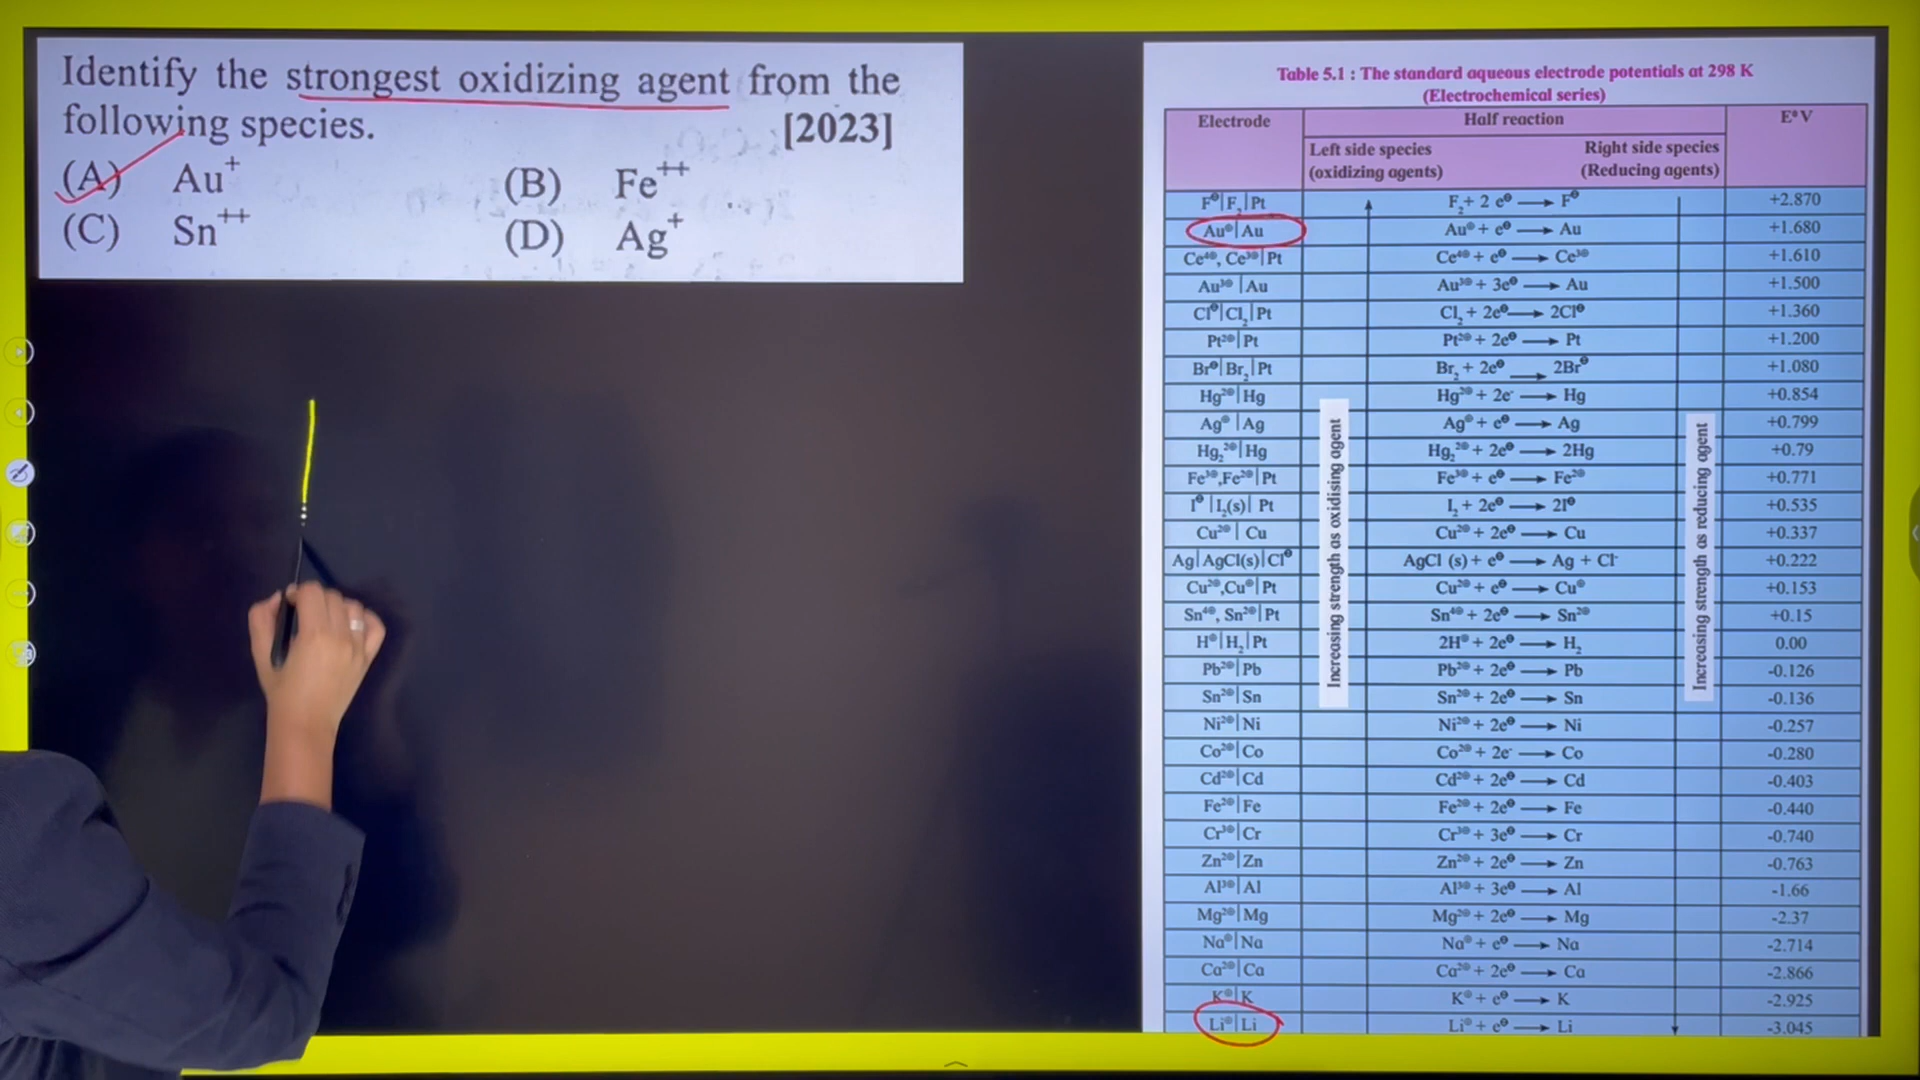 Identify the strongest oxidizing agent from the
following species. [2023]
(A) Au⁺ (B) Fe⁺⁺
(C) Sn⁺⁺ (D) Ag⁺
Table 5.1 : The standard aqueous electrode potentials at 298 K
(Electrochemical series)
Electrode Half reaction E°V
Left side species Right side species
(oxidizing agents) (Reducing agents)
F⊖|F₂|Pt F₂+ 2 e⊖ → F⊖ +2.870
Au⊕|Au Au⊕ + e⊖ → Au +1.680
Ce⁴⊕, Ce³⊕|Pt Ce⁴⊕ + e⊖ → Ce³⊕ +1.610
Au³⊕|Au Au³⊕ + 3e⊖ → Au +1.500
Cl⊖|Cl₂|Pt Cl₂ + 2e⊖ → 2Cl⊖ +1.360
Pt²⊕|Pt Pt²⊕ + 2e⊖ → Pt +1.200
Br⊖|Br₂|Pt Br₂ + 2e⊖ → 2Br⊖ +1.080
Hg²⊕|Hg Hg²⊕ + 2e⁻ → Hg +0.854
Ag⊕|Ag Ag⊕ + e⊖ → Ag +0.799
Hg₂²⊕|Hg Hg₂²⊕ + 2e⊖ → 2Hg +0.79
Fe³⊕,Fe²⊕|Pt Fe³⊕ + e⊖ → Fe²⊕ +0.771
I⊖|I₂(s)| Pt I₂ + 2e⊖ → 2I⊖ +0.535
Cu²⊕|Cu Cu²⊕ + 2e⊖ → Cu +0.337
Ag|AgCl(s)|Cl⊖ AgCl (s) + e⊖ → Ag + Cl⁻ +0.222
Cu²⊕,Cu⊕|Pt Cu²⊕ + e⊖ → Cu⊕ +0.153
Sn⁴⊕, Sn²⊕|Pt Sn⁴⊕ + 2e⊖ → Sn²⊕ +0.15
H⊕|H₂|Pt 2H⊕ + 2e⊖ → H₂ 0.00
Pb²⊕|Pb Pb²⊕ + 2e⊖ → Pb -0.126
Sn²⊕|Sn Sn²⊕ + 2e⊖ → Sn -0.136
Ni²⊕|Ni Ni²⊕ + 2e⊖ → Ni -0.257
Co²⊕|Co Co²⊕ + 2e⁻ → Co -0.280
Cd²⊕|Cd Cd²⊕ + 2e⊖ → Cd -0.403
Fe²⊕|Fe Fe²⊕ + 2e⊖ → Fe -0.440
Cr³⊕|Cr Cr³⊕ + 3e⊖ → Cr -0.740
Zn²⊕|Zn Zn²⊕ + 2e⊖ → Zn -0.763
Al³⊕|Al Al³⊕ + 3e⊖ → Al -1.66
Mg²⊕|Mg Mg²⊕ + 2e⊖ → Mg -2.37
Na⊕|Na Na⊕ + e⊖ → Na -2.714
Ca²⊕|Ca Ca²⊕ + 2e⊖ → Ca -2.866
K⊕|K K⊕ + e⊖ → K -2.925
Li⊕|Li Li⊕ + e⊖ → Li -3.045
Increasing strength as oxidising agent
Increasing strength as reducing agent